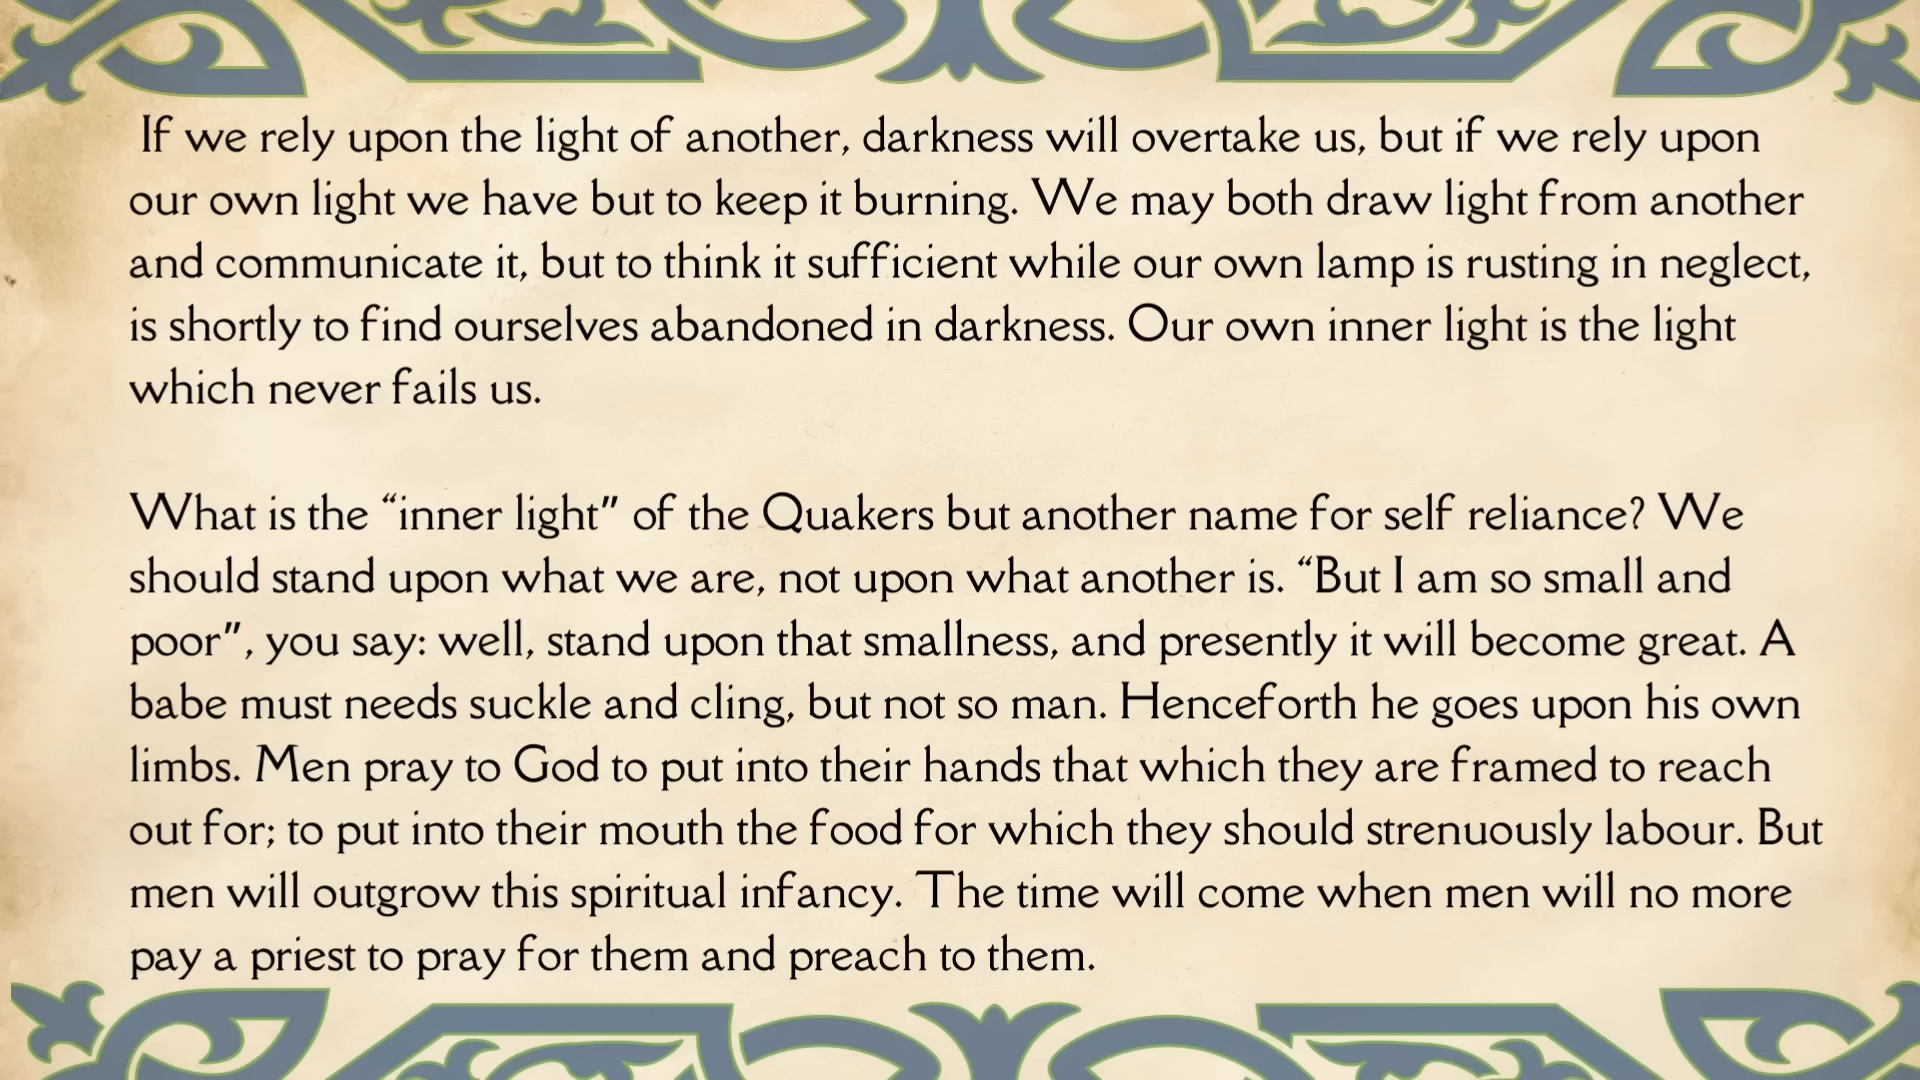 If we rely upon the light of another, darkness will overtake us, but if we rely upon
our own light we have but to keep it burning. We may both draw light from another
and communicate it, but to think it sufficient while our own lamp is rusting in neglect,
is shortly to find ourselves abandoned in darkness. Our own inner light is the light
which never fails us.
What is the “inner light” of the Quakers but another name for self reliance? We
should stand upon what we are, not upon what another is. “But I am so small and
poor”, you say: well, stand upon that smallness, and presently it will become great. A
babe must needs suckle and cling, but not so man. Henceforth he goes upon his own
limbs. Men pray to God to put into their hands that which they are framed to reach
out for; to put into their mouth the food for which they should strenuously labour. But
men will outgrow this spiritual infancy. The time will come when men will no more
pay a priest to pray for them and preach to them.